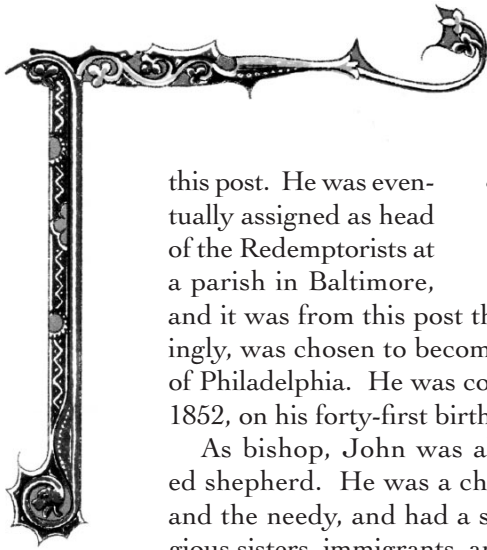 this post. He was even-
tually assigned as head
of the Redemptorists at
a parish in Baltimore,
and it was from this post
ingly, was chosen to
of Philadelphia. He was
1852, on his forty-first
As bishop, John was a
ed shepherd. He was a
and the needy, and had a
gious sisters, immigrants,